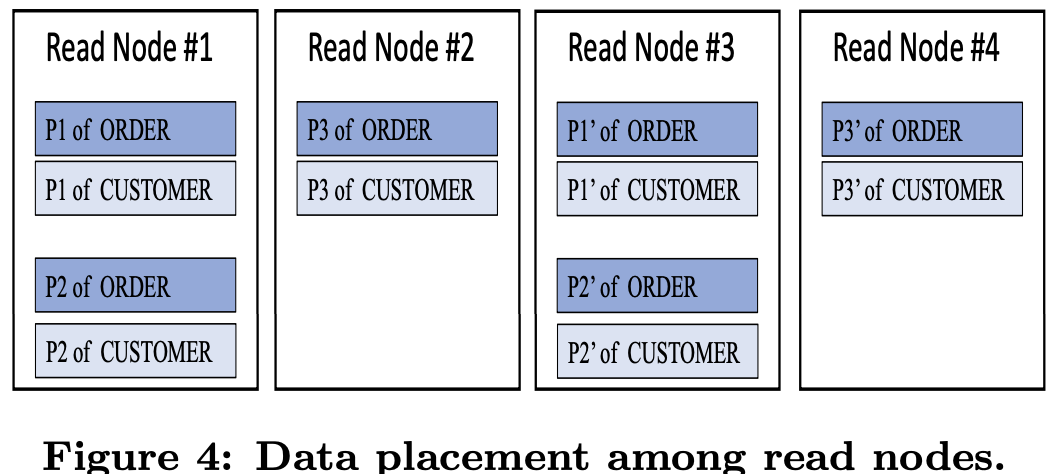 Read Node #1
P1 of ORDER
P1 of CUSTOMER
P2 of ORDER
P2 of CUSTOMER
Read Node #2
P3 of ORDER
P3 of CUSTOMER
Read Node #3
P1’ of ORDER
P1’ of CUSTOMER
P2’ of ORDER
P2’ of CUSTOMER
Read Node #4
P3’ of ORDER
P3’ of CUSTOMER
Figure 4: Data placement among read nodes.